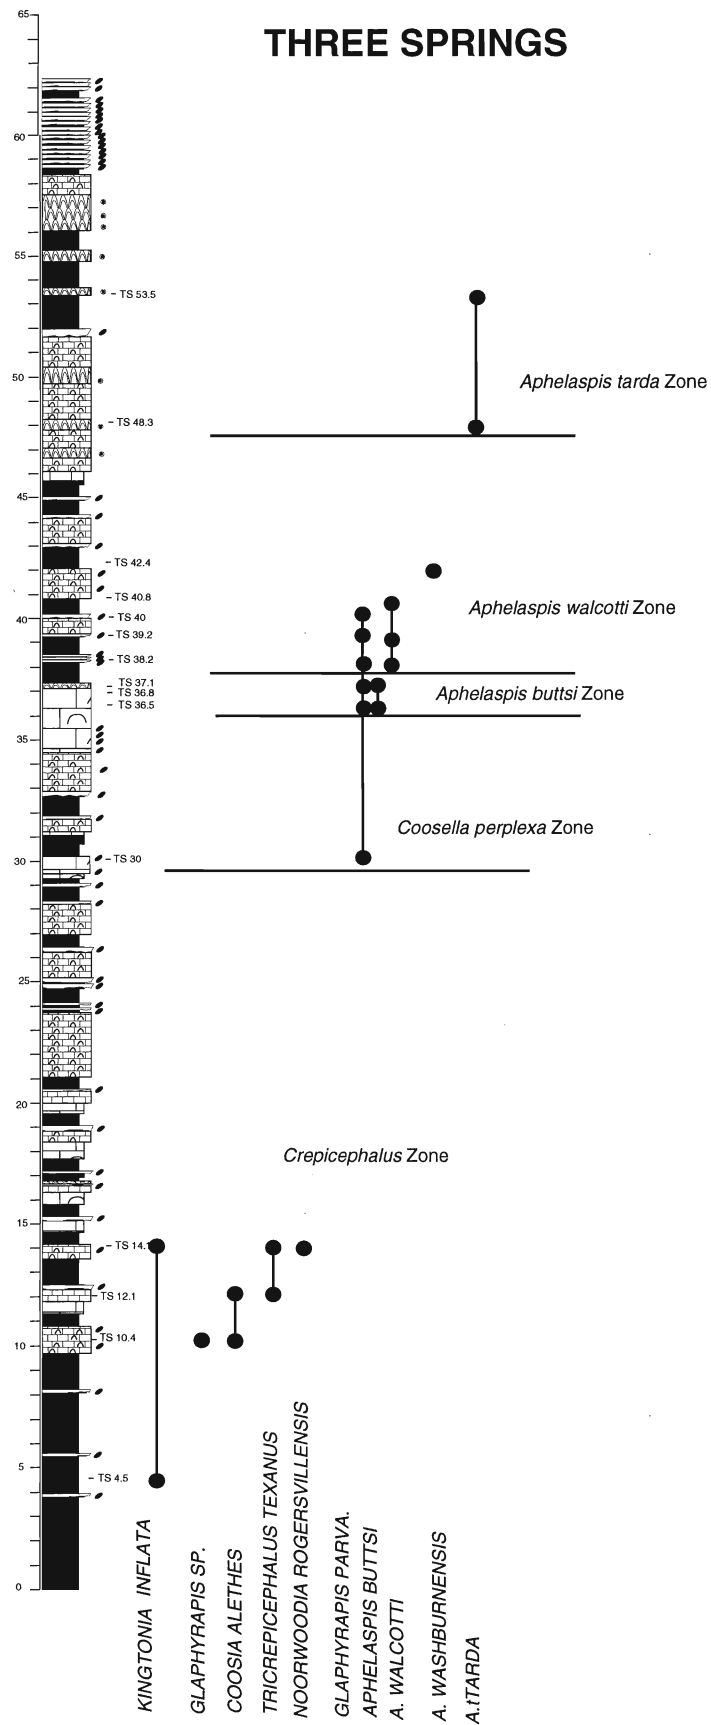 THREE SPRINGS
65
60
55
TS 53.5
50
Aphelaspis tarda Zone
TS 48.3
45
TS 42.4
TS 40.8
Aphelaspis walcotti Zone
40
TS 40
TS 39.2
TS 38.2
TS 37.1
TS 36.8
Aphelaspis buttsi Zone
TS 36.5
35
Coosella perplexa Zone
30
TS 30
25
20
Crepicephalus Zone
15
TS 14.1
TS 12.1
10
TS 10.4
5
TS 4.5
0
KINGTONIA INFLATA
GLAPHYRAPIS SP.
COOSIA ALETHES
TRICREPICEPHALUS TEXANUS
NOORWOODIA ROGERSVILLENSIS
GLAPHYRAPIS PARVA.
APHELASPIS BUTTSI
A. WALCOTTI
A. WASHBURNENSIS
A.tTARDA